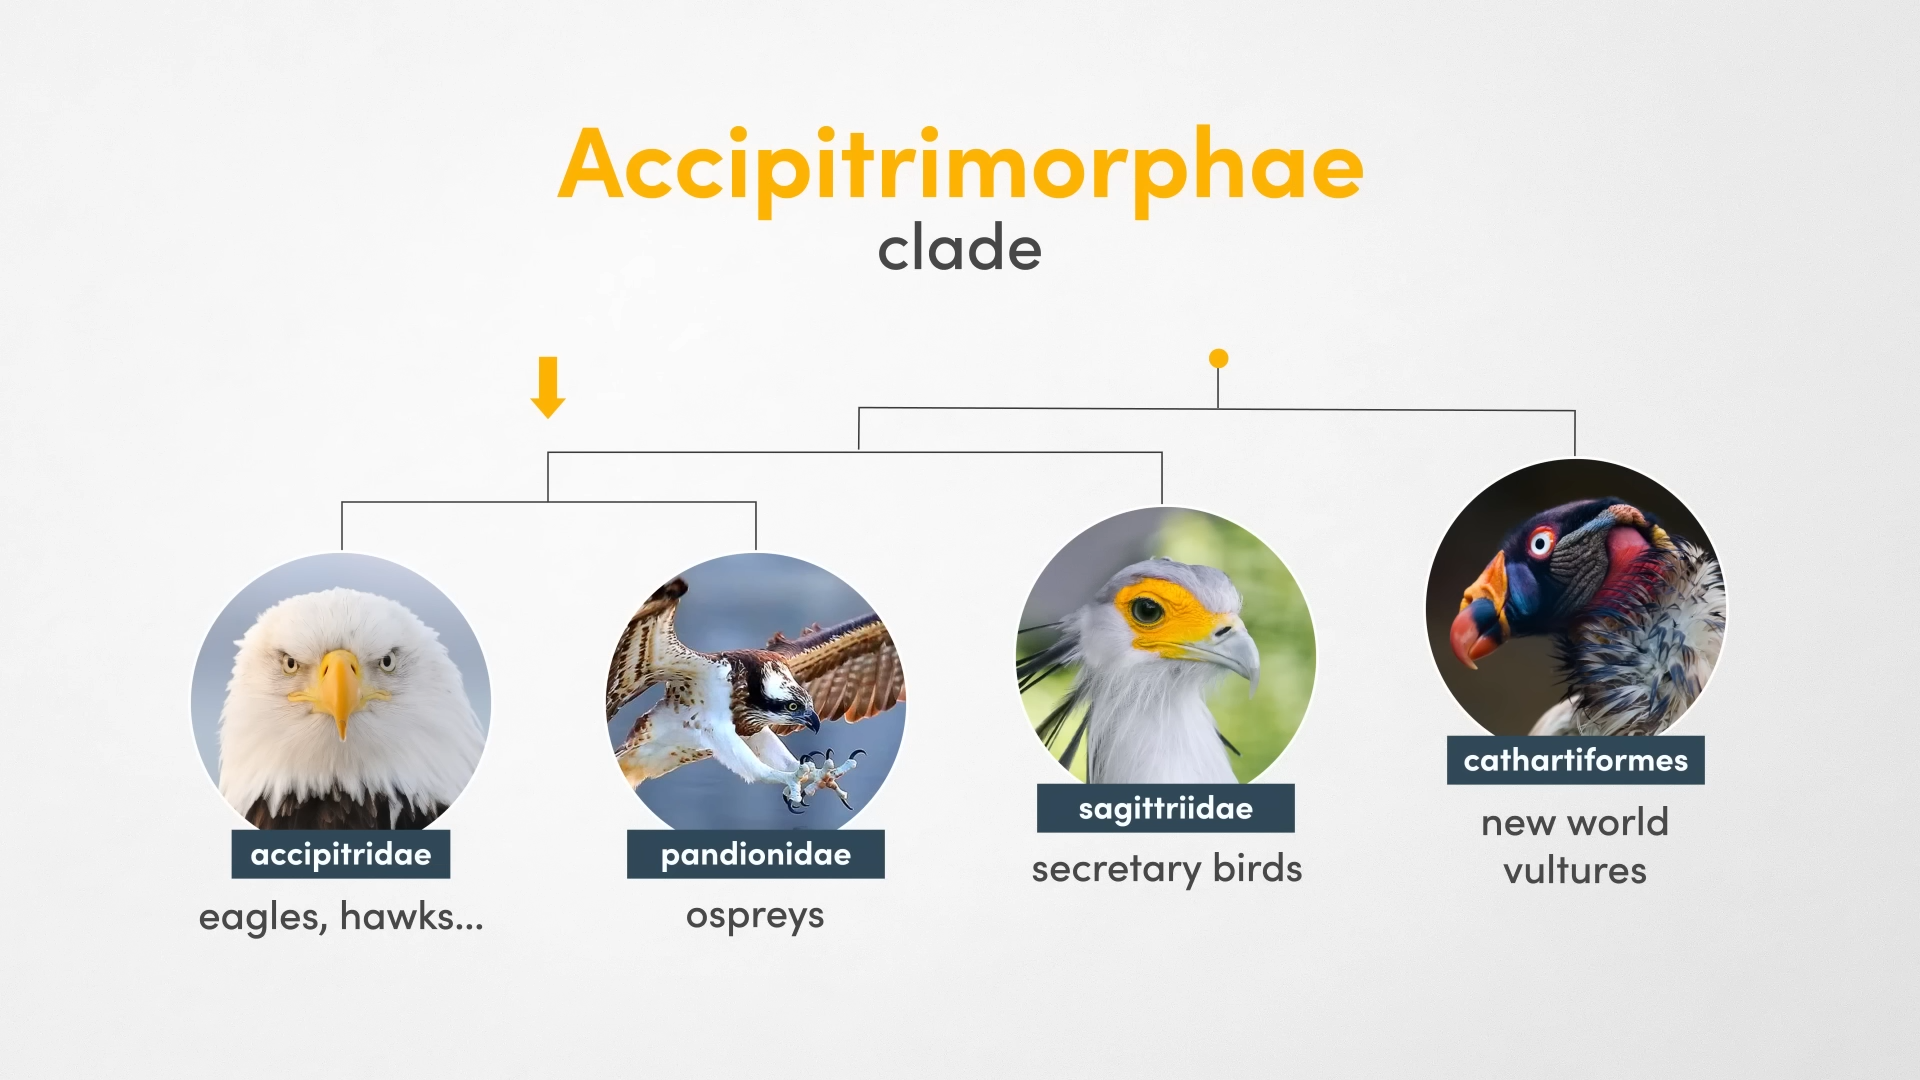 Accipitrimorphae
clade
accipitridae
eagles, hawks...
pandionidae
ospreys
sagittriidae
secretary birds
cathartiformes
new world
vultures